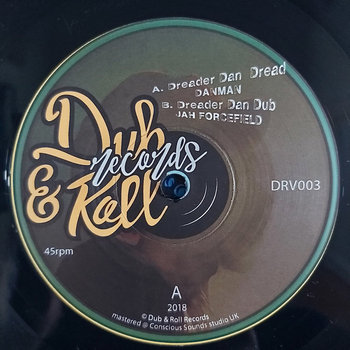 A. Dreader Dan Dread
DANMAN
B. Dreader Dan Dub
JAH FORCEFIELD
Dub
records
& Roll
DRV003
45rpm
A
2018
© Dub & Roll Records
mastered @ Conscious Sounds studio UK